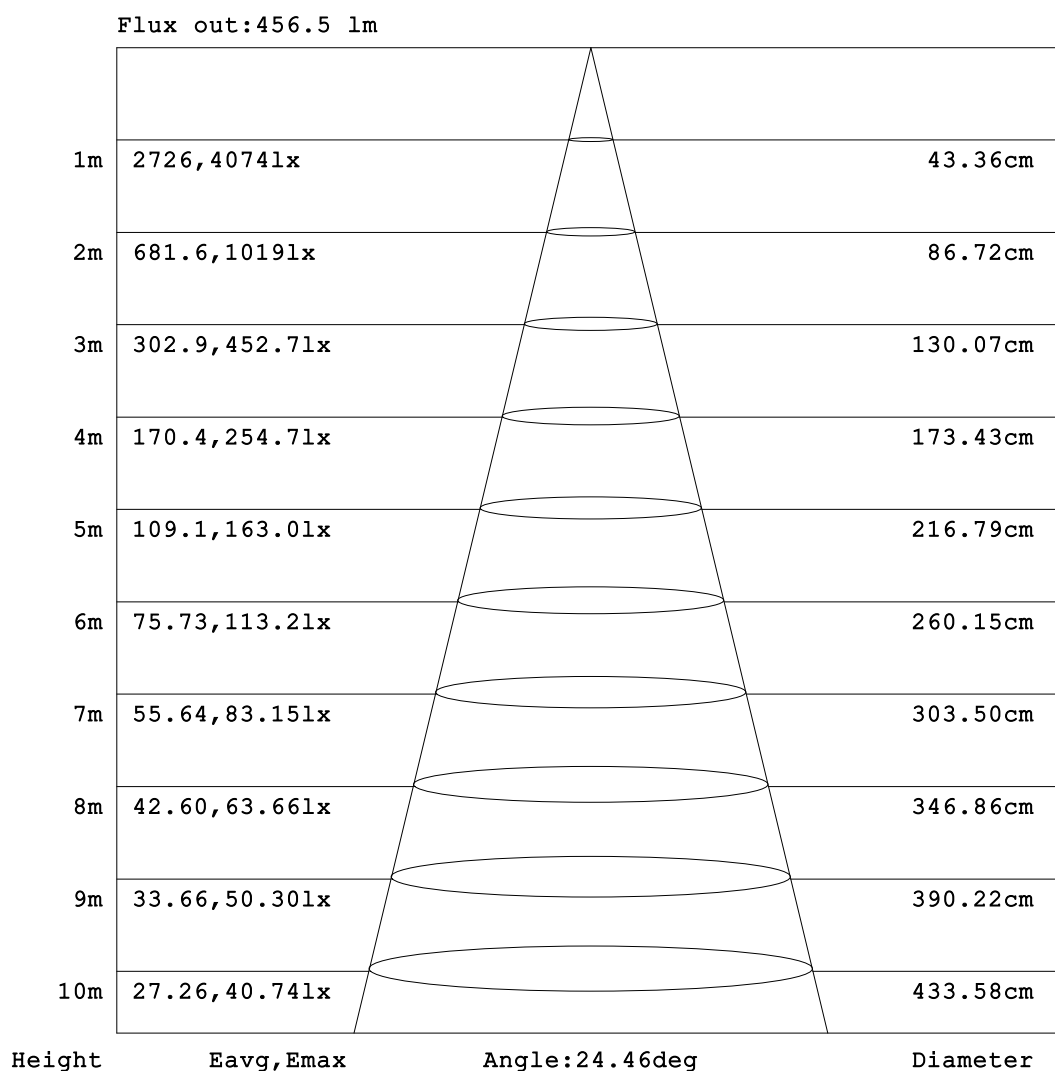 Flux out:456.5 lm
1m 2726,4074lx 43.36cm
2m 681.6,1019lx 86.72cm
3m 302.9,452.7lx 130.07cm
4m 170.4,254.7lx 173.43cm
5m 109.1,163.0lx 216.79cm
6m 75.73,113.2lx 260.15cm
7m 55.64,83.15lx 303.50cm
8m 42.60,63.66lx 346.86cm
9m 33.66,50.30lx 390.22cm
10m 27.26,40.74lx 433.58cm
Height Eavg,Emax Angle:24.46deg Diameter